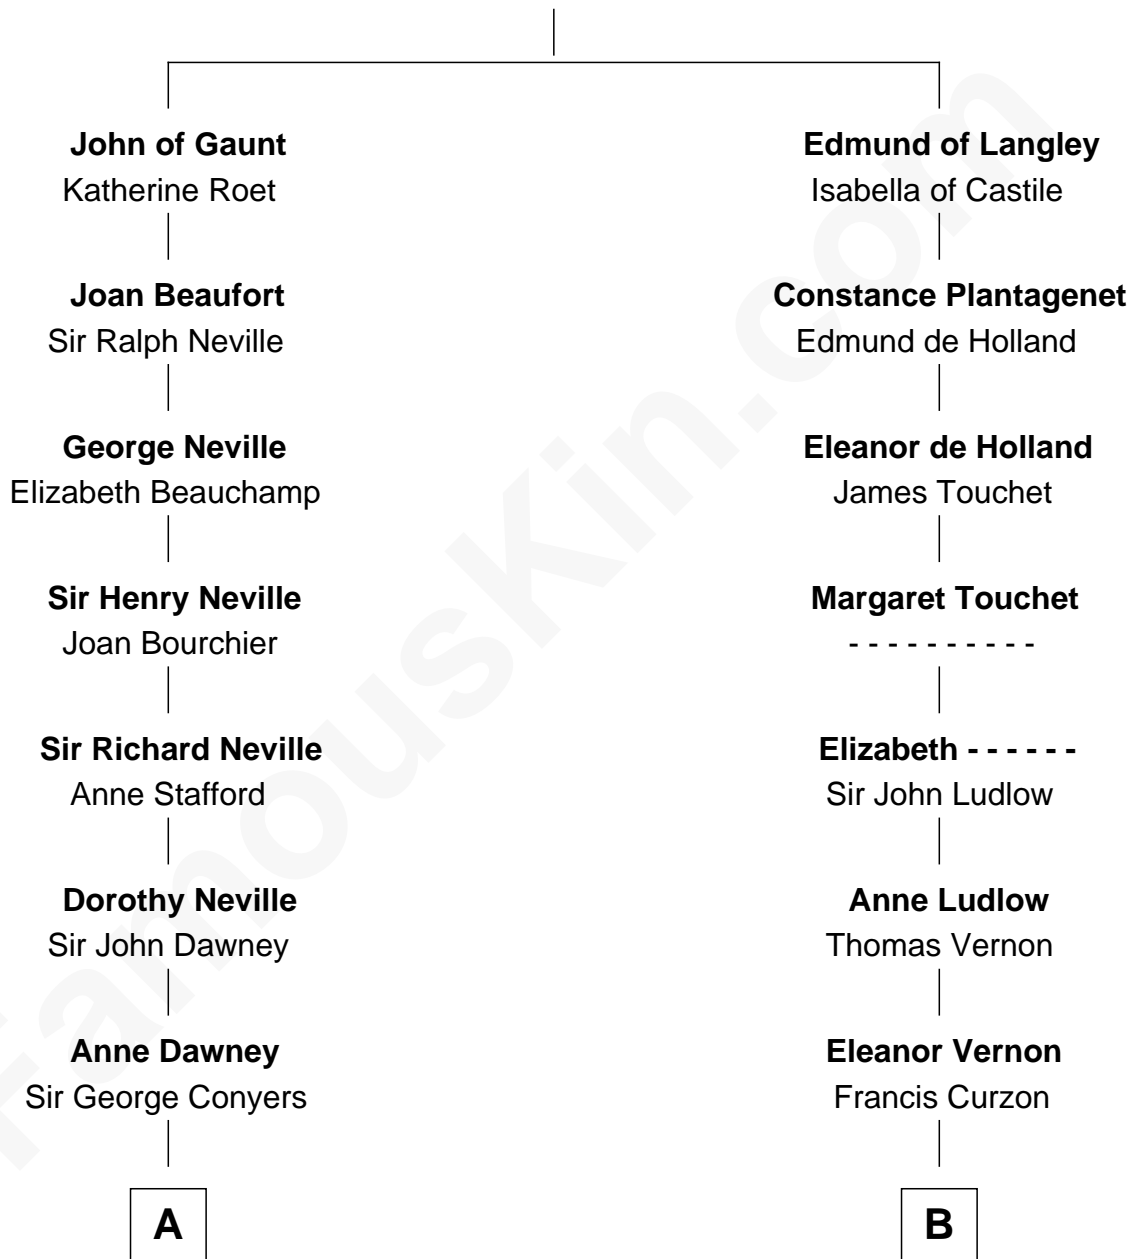 John of Gaunt
Katherine Roet
Joan Beaufort
Sir Ralph Neville
George Neville
Elizabeth Beauchamp
Sir Henry Neville
Joan Bourchier
Sir Richard Neville
Anne Stafford
Dorothy Neville
Sir John Dawney
Anne Dawney
Sir George Conyers
A
Edmund of Langley
Isabella of Castile
Constance Plantagenet
Edmund de Holland
Eleanor de Holland
James Touchet
Margaret Touchet
- - - - - - - - - -
Elizabeth - - - - - -
Sir John Ludlow
Anne Ludlow
Thomas Vernon
Eleanor Vernon
Francis Curzon
B
FamousKin.com